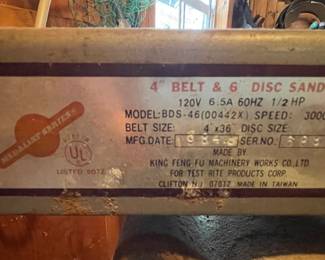 4" BELT & 6" DISC SAND
120V 6.5A 60HZ 1/2 HP
MODEL: BDS-46(00442X) SPEED: 3000
BELT SIZE: 4"x36" DISC SIZE:
MFG.DATE SER.NO.
MADE BY
KING FENG FU MACHINERY WORKS CO.,LTD.
FOR TEST RITE PRODUCTS CORP.
CLIFTON NJ 07012 MADE IN TAIWAN
MEDALIST SERIES
UL
LISTED